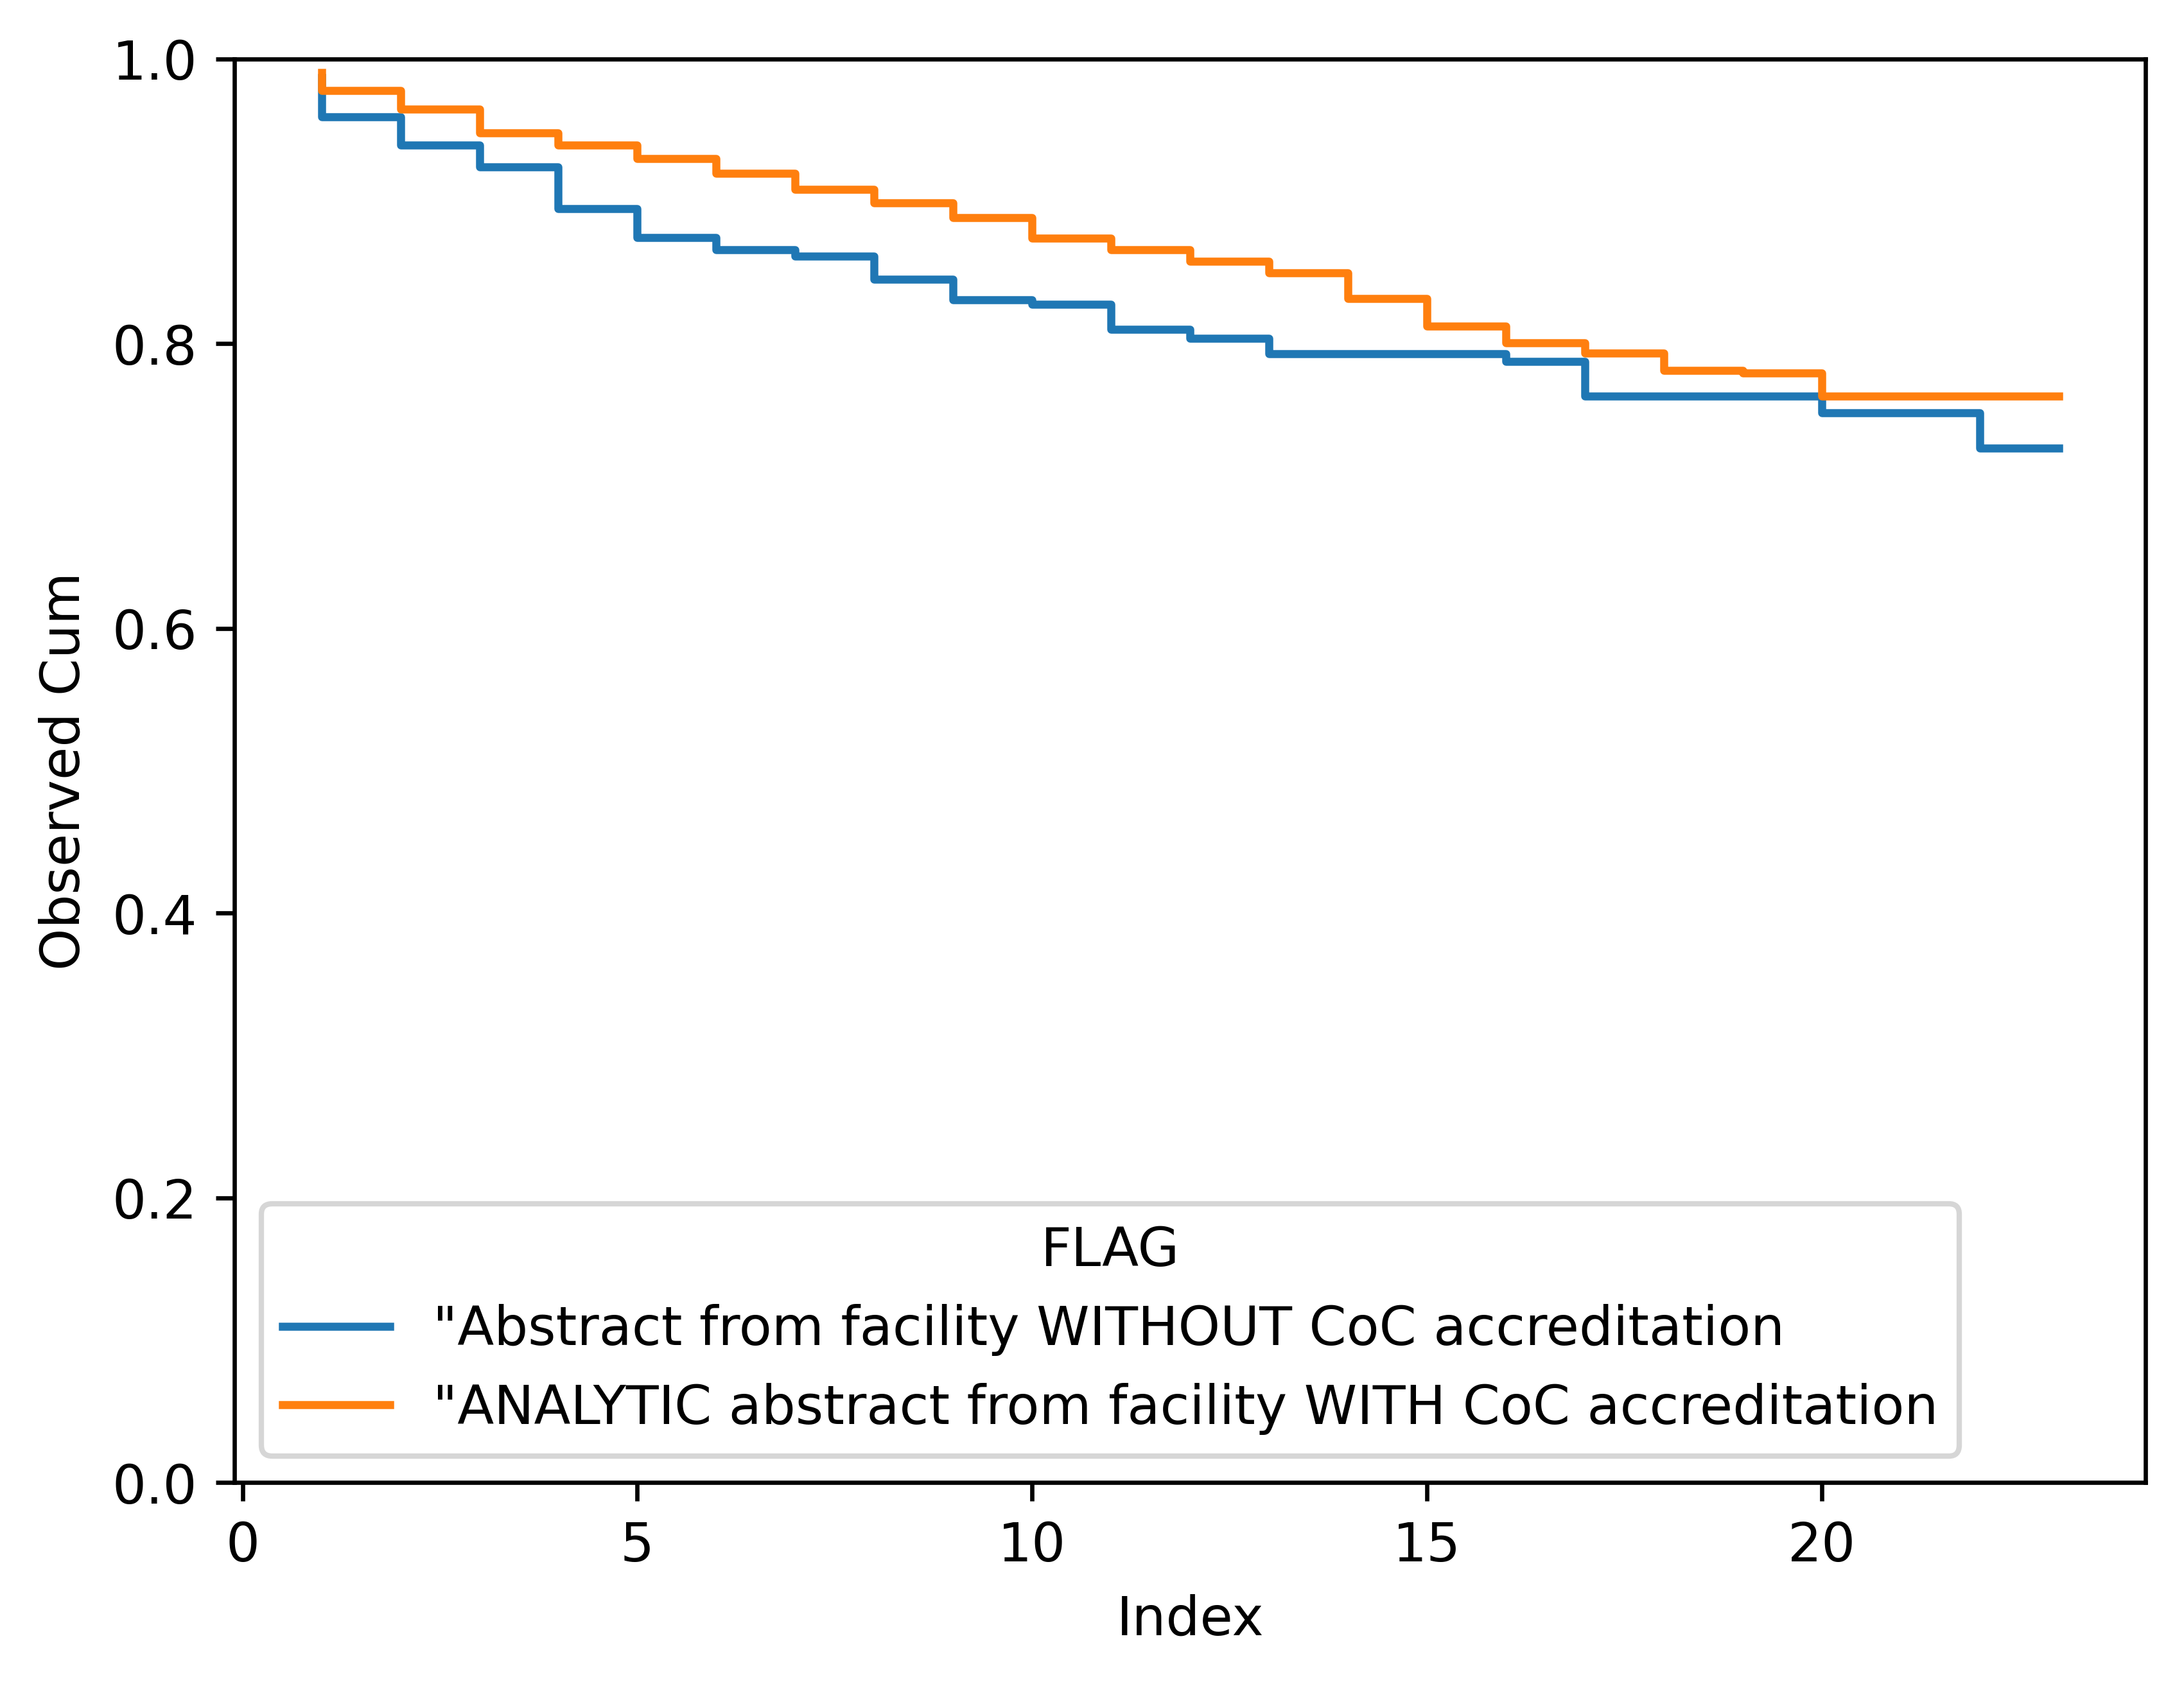 1.0
0.8
0.6
0.4
0.2
0.0
Observed Cum
FLAG
"Abstract from facility WITHOUT CoC accreditation
"ANALYTIC abstract from facility WITH CoC accreditation
0 5 10 15 20
Index